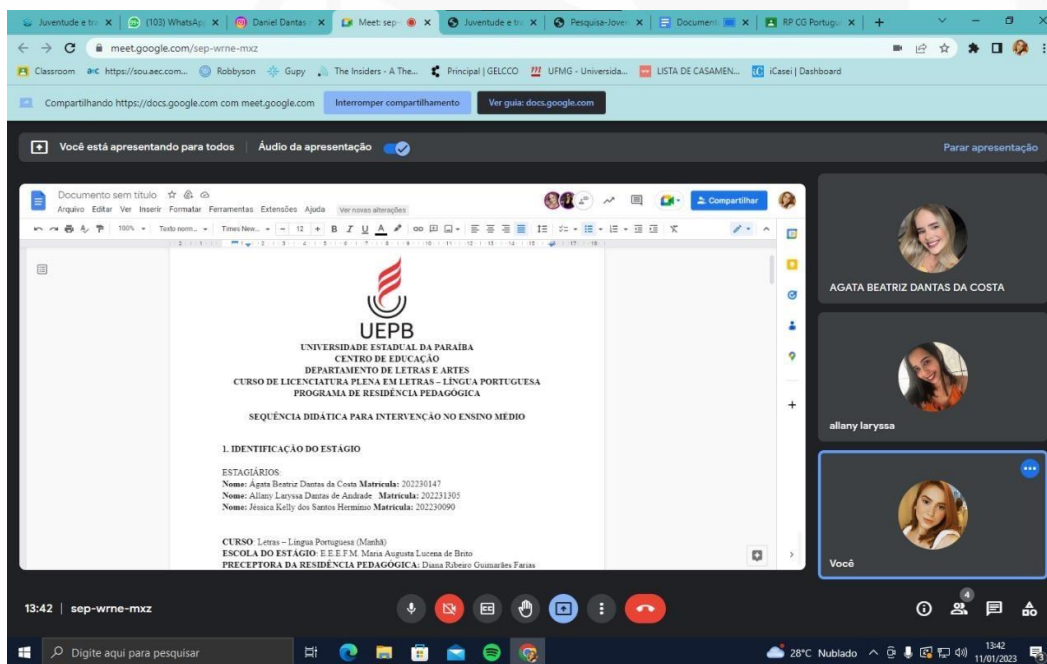 Juventude e tra
(103) WhatsAp
Daniel Dantas
Meet: sep-
Juventude e tra
Pesquisa-Jover
Document
RP CG Portugu
meet.google.com/sep-wrne-mxz
Classroom
https://sou.aec.com...
Robbyson
Gupy
The Insiders - A The...
Principal | GELCCO
UFMG - Universida...
LISTA DE CASAMEN...
iCasei | Dashboard
Compartilhando https://docs.google.com com meet.google.com
Interromper compartilhamento
Ver guia: docs.google.com
Você está apresentando para todos
Áudio da apresentação
Parar apresentação
Documento sem título
Arquivo Editar Ver Inserir Formatar Ferramentas Extensões Ajuda Ver novas alterações
Compartilhar
100% Texto norm... Times New... 12 B I U A
UEPB
UNIVERSIDADE ESTADUAL DA PARAÍBA
CENTRO DE EDUCAÇÃO
DEPARTAMENTO DE LETRAS E ARTES
CURSO DE LICENCIATURA PLENA EM LETRAS – LÍNGUA PORTUGUESA
PROGRAMA DE RESIDÊNCIA PEDAGÓGICA
SEQUÊNCIA DIDÁTICA PARA INTERVENÇÃO NO ENSINO MÉDIO
1. IDENTIFICAÇÃO DO ESTÁGIO
ESTAGIÁRIOS:
Nome: Ágata Beatriz Dantas da Costa Matrícula: 202230147
Nome: Allany Laryssa Dantas de Andrade Matrícula: 202231305
Nome: Jéssica Kelly dos Santos Herminio Matrícula: 202230090
CURSO: Letras – Língua Portuguesa (Manhã)
ESCOLA DO ESTÁGIO: E.E.E.F.M. Maria Augusta Lucena de Brito
PRECEPTORA DA RESIDÊNCIA PEDAGÓGICA: Diana Ribeiro Guimarães Farias
AGATA BEATRIZ DANTAS DA COSTA
allany laryssa
Você
13:42 | sep-wrne-mxz
4
Digite aqui para pesquisar
28°C Nublado
13:42
11/01/2023